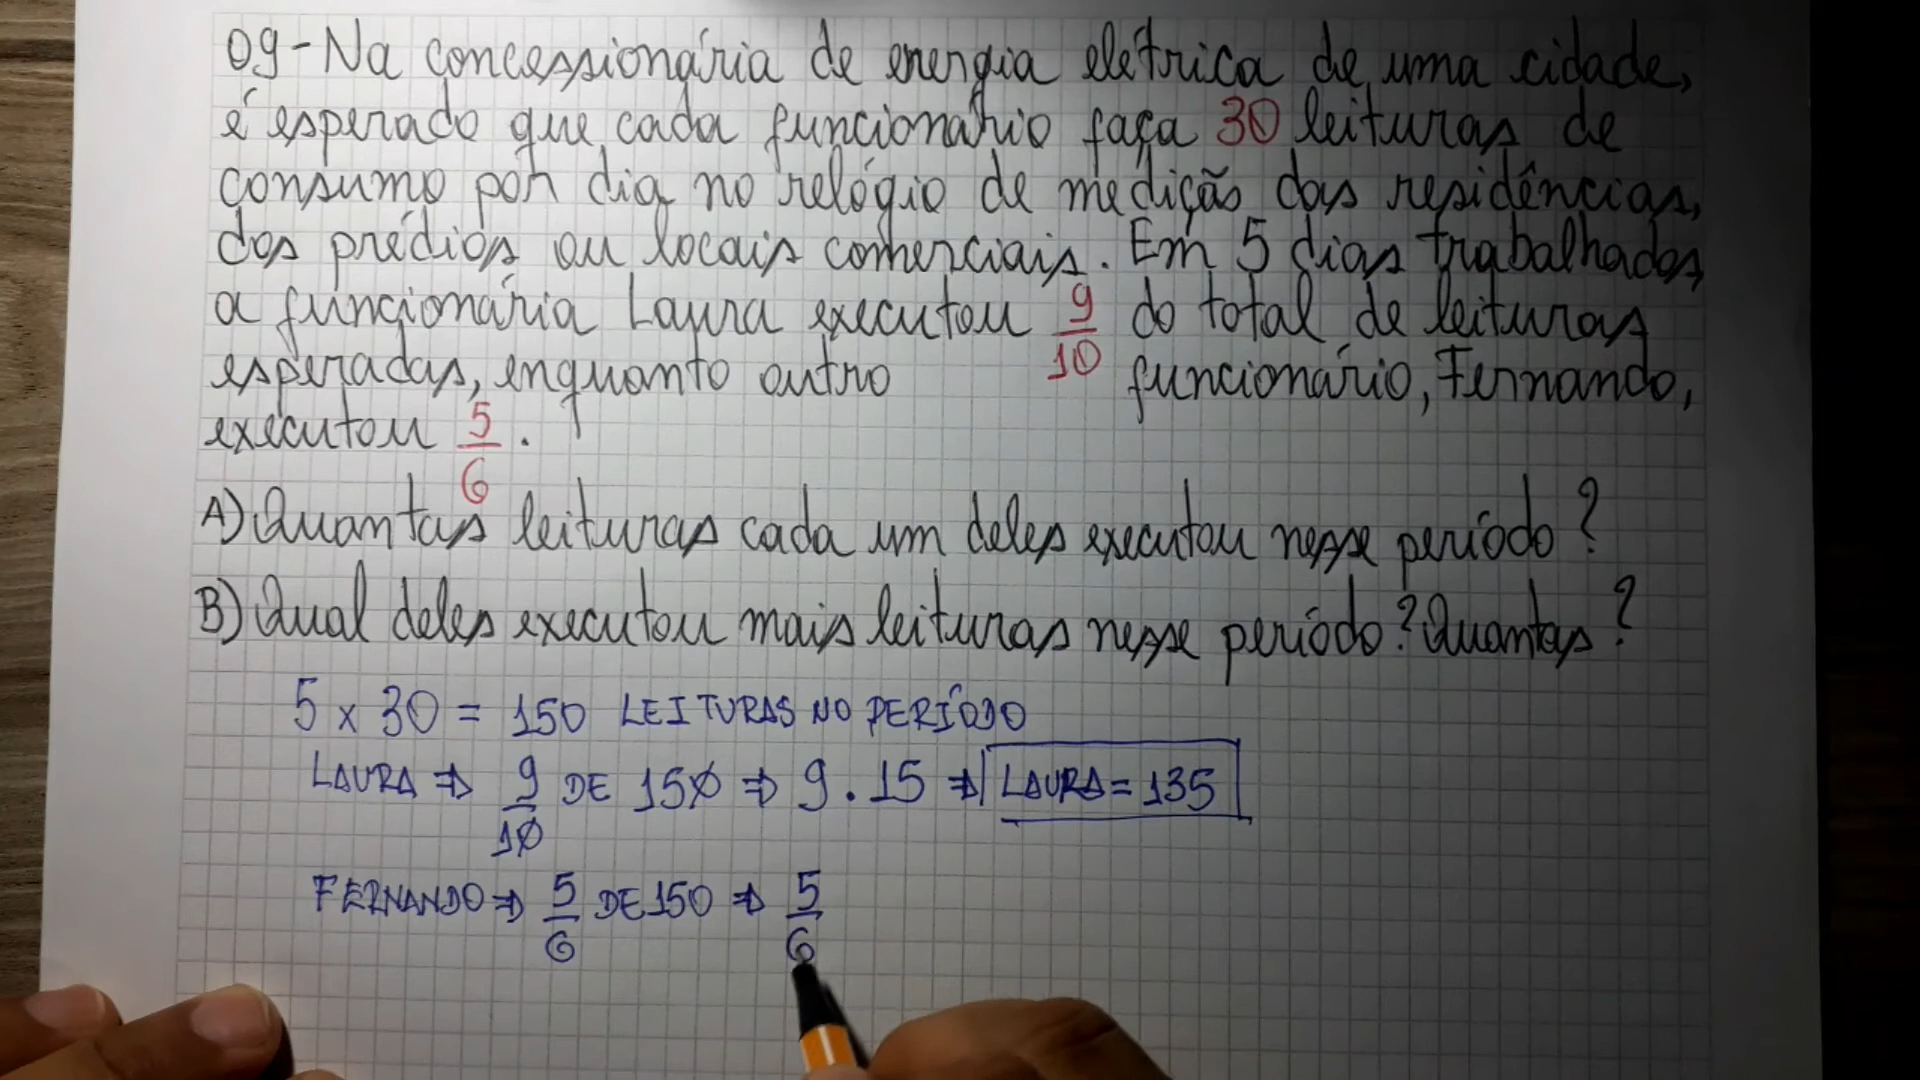 09-Na concessionária de energia elétrica de uma cidade,
é esperado que cada funcionário faça 30 leituras de
consumo por dia no relógio de medição das residências,
dos prédios ou locais comerciais. Em 5 dias trabalhados,
a funcionária Laura executou 9/10 do total de leituras
esperadas, enquanto outro funcionário, Fernando,
executou 5/6.
A) Quantas leituras cada um deles executou nesse período?
B) Qual deles executou mais leituras nesse período? Quantas?
5 x 30 = 150 LEITURAS NO PERÍODO
LAURA ⇒ 9/10 DE 150 ⇒ 9 . 15 ⇒ LAURA = 135
FERNANDO ⇒ 5/6 DE 150 ⇒ 5/6